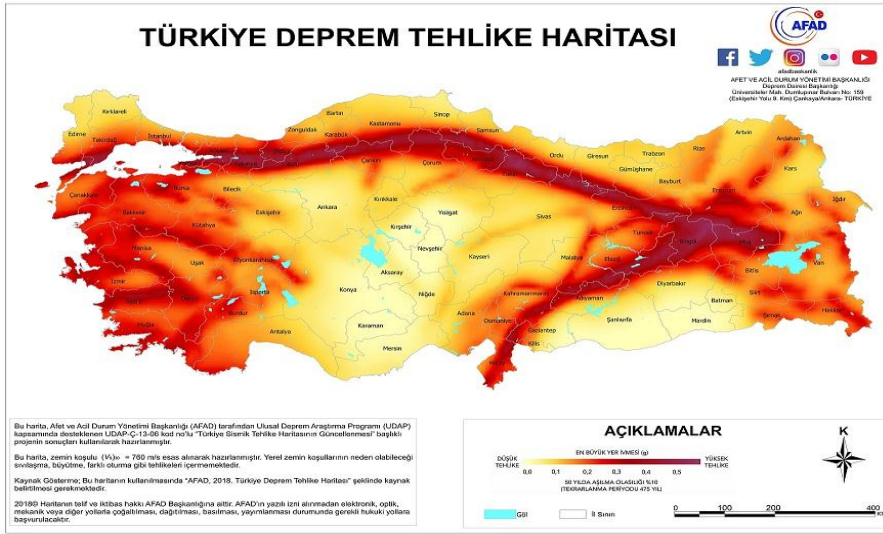 TÜRKİYE DEPREM TEHLİKE HARİTASI
AFAD
afadbaskanlik
AFET VE ACİL DURUM YÖNETİMİ BAŞKANLIĞI
Deprem Dairesi Başkanlığı
Üniversiteler Mah. Dumlupınar Bulvarı No: 159
(Eskişehir Yolu 9. Km) Çankaya/Ankara- TÜRKİYE
Kırklareli
Edirne
Tekirdağ
İstanbul
Zonguldak
Bartın
Karabük
Kastamonu
Sinop
Samsun
Ordu
Giresun
Trabzon
Rize
Artvin
Ardahan
Kars
Gümüşhane
Bayburt
Erzurum
Iğdır
Ağrı
Çanakkale
Balıkesir
Bursa
Bilecik
Eskişehir
Ankara
Çankırı
Çorum
Kırıkkale
Yozgat
Sivas
Tunceli
Bingöl
Muş
Kütahya
Manisa
Uşak
Afyonkarahisar
Kırşehir
Nevşehir
Kayseri
Malatya
Elazığ
Bitlis
Van
İzmir
Isparta
Konya
Aksaray
Niğde
Kahramanmaraş
Adıyaman
Diyarbakır
Batman
Siirt
Şırnak
Hakkari
Burdur
Muğla
Antalya
Karaman
Mersin
Adana
Osmaniye
Gaziantep
Kilis
Şanlıurfa
Mardin
Bu harita, Afet ve Acil Durum Yönetimi Başkanlığı (AFAD) tarafından Ulusal Deprem Araştırma Programı (UDAP)
kapsamında desteklenen UDAP-Ç-13-06 kod no'lu "Türkiye Sismik Tehlike Haritasının Güncellenmesi" başlıklı
projenin sonuçları kullanılarak hazırlanmıştır.
Bu harita, zemin koşulu (Vₛ)₃₀ = 760 m/s esas alınarak hazırlanmıştır. Yerel zemin koşullarının neden olabileceği
sıvılaşma, büyütme, farklı oturma gibi tehlikeleri içermemektedir.
Kaynak Gösterme; Bu haritanın kullanılmasında "AFAD, 2018. Türkiye Deprem Tehlike Haritası" şeklinde kaynak
belirtilmesi gerekmektedir.
2018© Haritanın telif ve iktibas hakkı AFAD Başkanlığına aittir. AFAD'ın yazılı izni alınmadan elektronik, optik,
mekanik veya diğer yollarla çoğaltılması, dağıtılması, basılması, yayımlanması durumunda gerekli hukuki yollara
başvurulacaktır.
AÇIKLAMALAR
K
DÜŞÜK TEHLİKE
EN BÜYÜK YER İVMESİ (g)
YÜKSEK TEHLİKE
0,0 0,1 0,2 0,3 0,4 0,5
50 YILDA AŞILMA OLASILIĞI %10
(TEKRARLANMA PERİYODU 475 YIL)
Göl
İl Sınırı
0 100 200 400